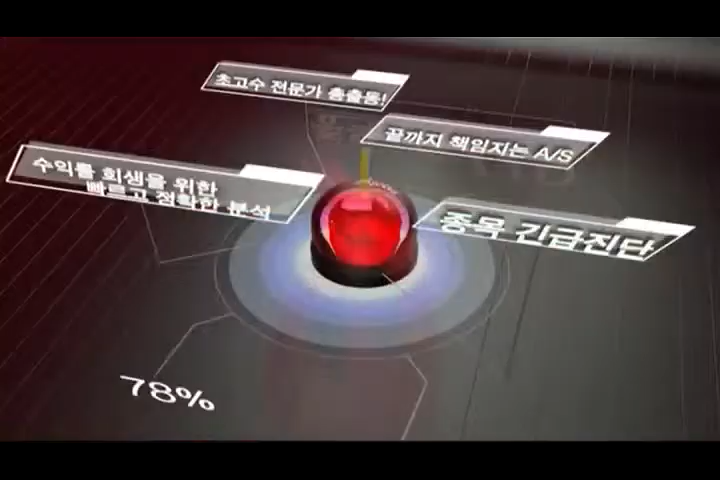 초고수 전문가 총출동!
끝까지 책임지는 A/S
수익률 회생을 위한
빠르고 정확한 분석
종목 긴급진단
78%